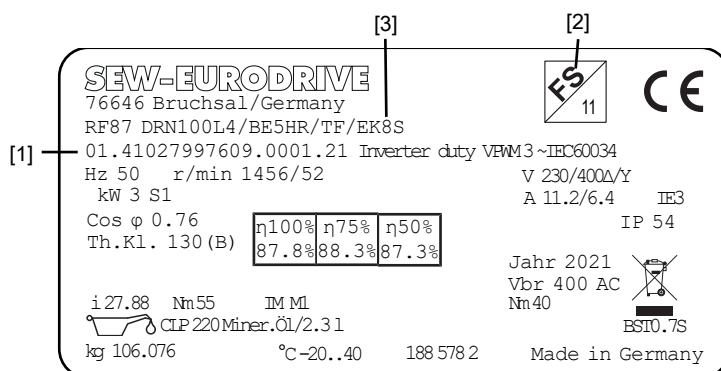 [3] [2]
SEW-EURODRIVE
76646 Bruchsal/Germany
FS 11 CE
RF87 DRN100L4/BE5HR/TF/EK8S
[1] 01.41027997609.0001.21 Inverter duty VPWM 3~IEC60034
Hz 50 r/min 1456/52 V 230/400Δ/Y
kW 3 S1 A 11.2/6.4 IE3
Cos φ 0.76 IP 54
Th.Kl. 130(B)
η100% η75% η50%
87.8% 88.3% 87.3%
Jahr 2021
Vbr 400 AC
i 27.88 Nm 55 IM M1 Nm 40
CLP 220 Miner.Öl/2.3 l BST0.7S
kg 106.076 °C -20..40 188 578 2 Made in Germany